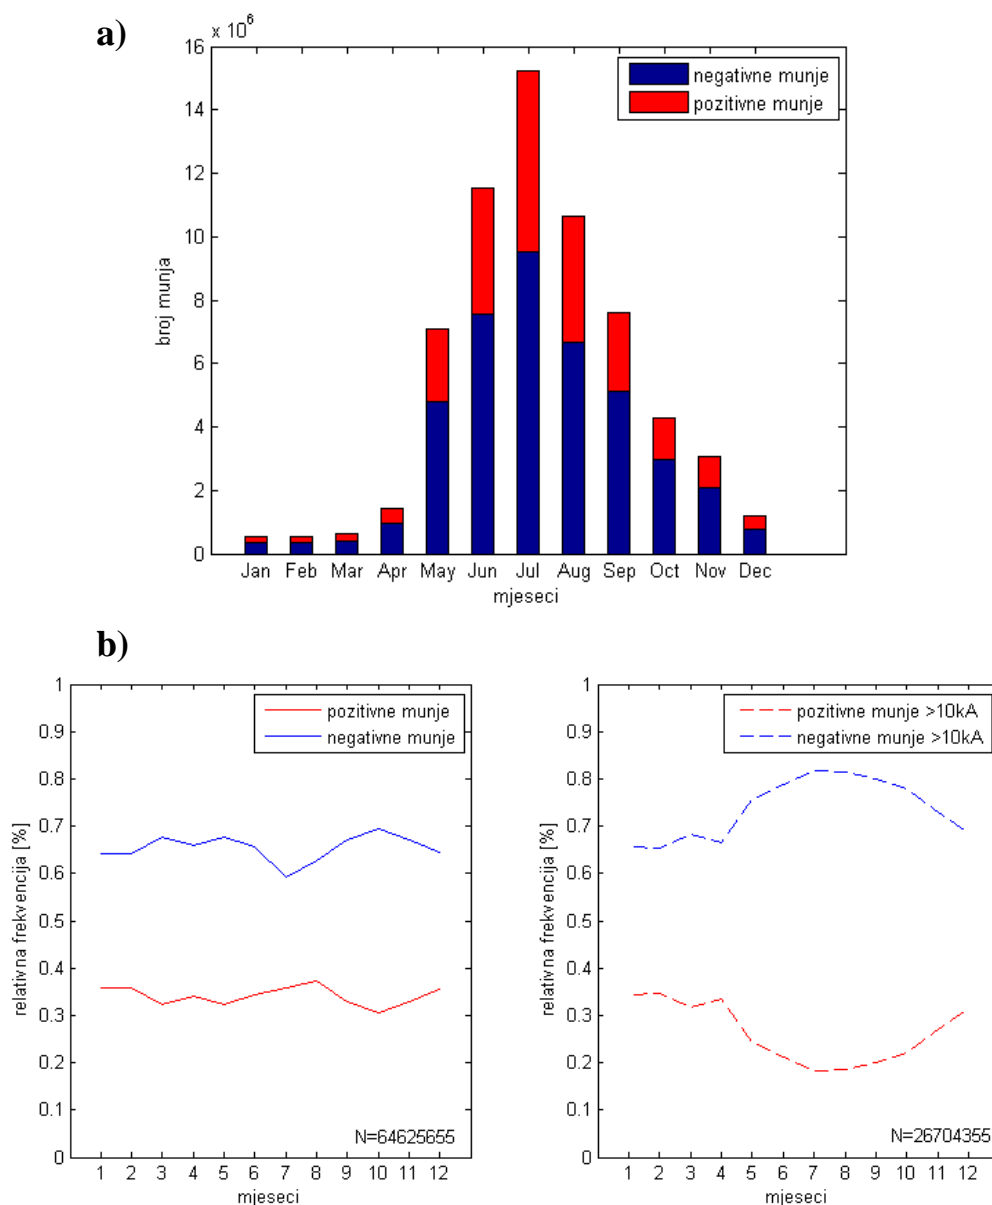 a)
x 10^6
16
14
12
10
8
6
4
2
0
broj munja
negativne munje
pozitivne munje
Jan Feb Mar Apr May Jun Jul Aug Sep Oct Nov Dec
mjeseci
b)
1
0.9
0.8
0.7
0.6
0.5
0.4
0.3
0.2
0.1
0
relativna frekvencija [%]
pozitivne munje
negativne munje
N=64625655
1 2 3 4 5 6 7 8 9 10 11 12
mjeseci
1
0.9
0.8
0.7
0.6
0.5
0.4
0.3
0.2
0.1
0
relativna frekvencija [%]
pozitivne munje >10kA
negativne munje >10kA
N=26704355
1 2 3 4 5 6 7 8 9 10 11 12
mjeseci